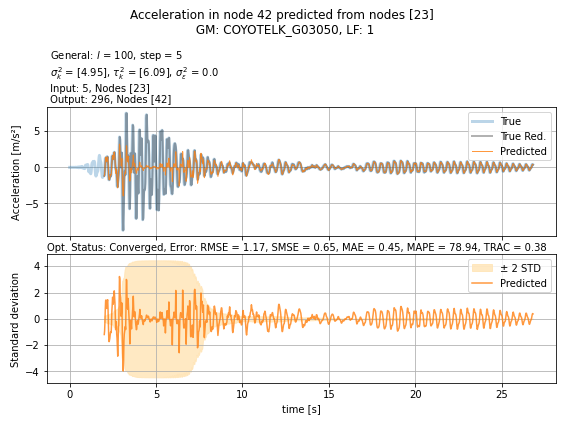 Acceleration in node 42 predicted from nodes [23]
GM: COYOTELK_G03050, LF: 1
General: l = 100, step = 5
σ²ₖ = [4.95], τ²ₖ = [6.09], σ²ε = 0.0
Input: 5, Nodes [23]
Output: 296, Nodes [42]
Acceleration [m/s²]
5
0
−5
True
True Red.
Predicted
Opt. Status: Converged, Error: RMSE = 1.17, SMSE = 0.65, MAE = 0.45, MAPE = 78.94, TRAC = 0.38
Standard deviation
4
2
0
−2
−4
± 2 STD
Predicted
0 5 10 15 20 25
time [s]